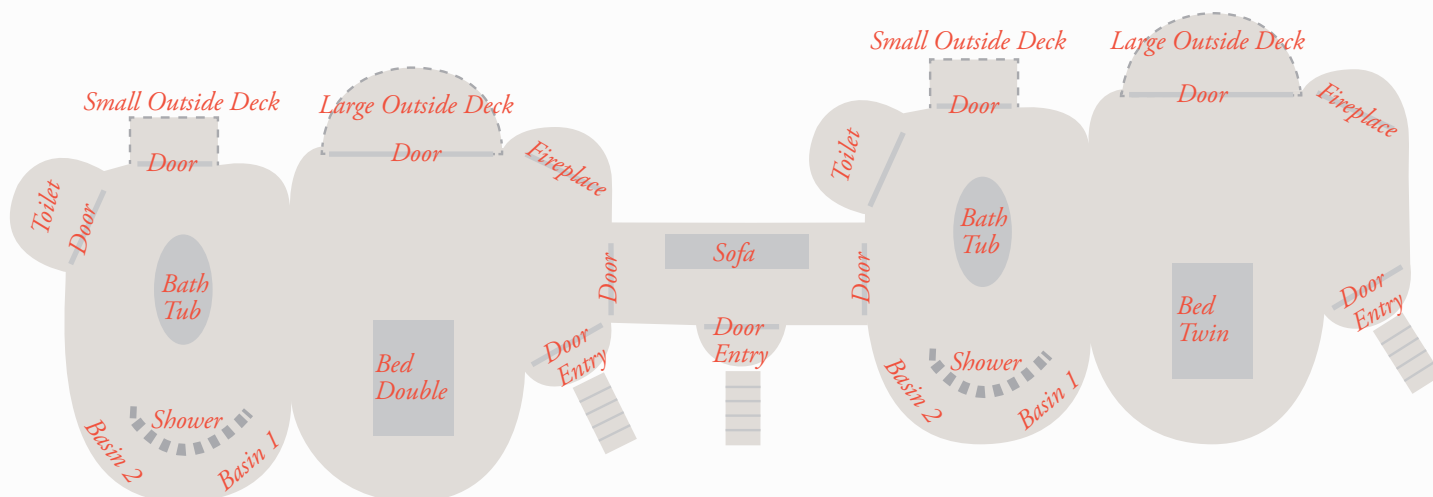 Small Outside Deck
Large Outside Deck
Door
Door
Fireplace
Toilet
Door
Bath
Tub
Bed
Double
Shower
Basin 2
Basin 1
Door
Entry
Door
Sofa
Door
Door
Entry
Small Outside Deck
Large Outside Deck
Door
Door
Fireplace
Toilet
Bath
Tub
Bed
Twin
Shower
Basin 2
Basin 1
Door
Entry